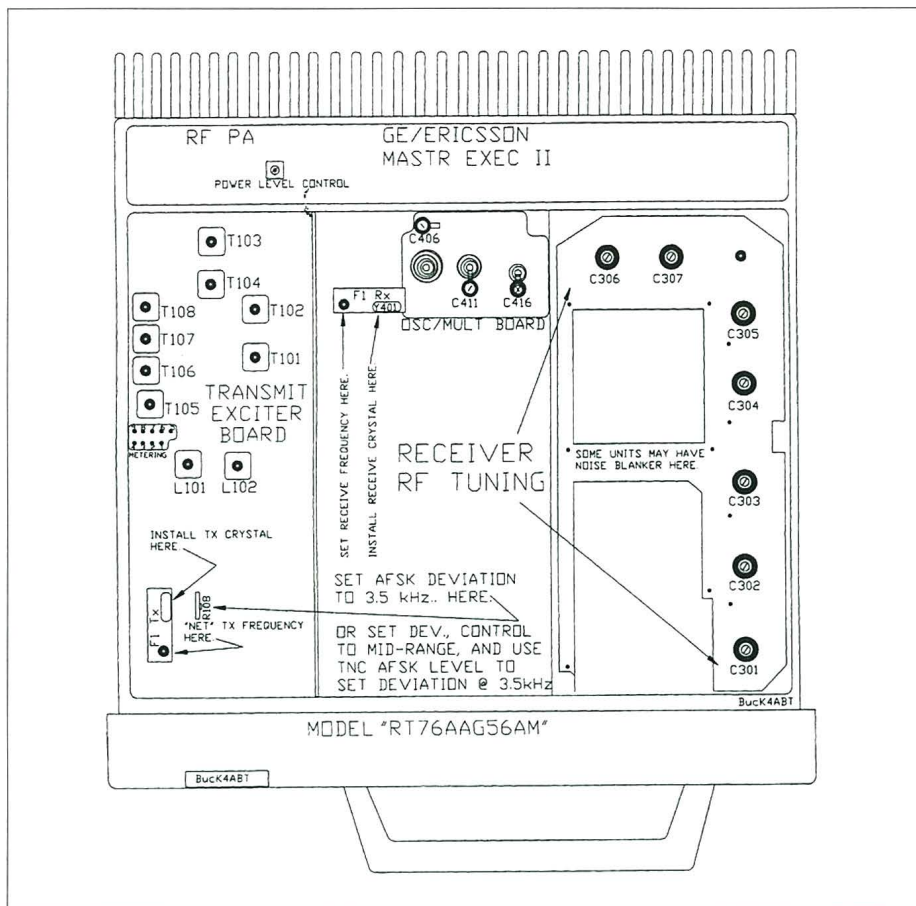 RF PA
GE/ERICSSON
MASTR EXEC II
POWER LEVEL CONTROL
T103
T104
T108
T102
T107
T106
T101
T105
TRANSMIT
EXCITER
BOARD
METERING
L101
L102
INSTALL TX CRYSTAL
HERE.
F1 Tx
R108
"NET" TX FREQUENCY
HERE.
C406
F1 Rx
Y401
C411
C416
OSC/MULT BOARD
SET RECEIVE FREQUENCY HERE.
INSTALL RECEIVE CRYSTAL HERE.
RECEIVER
RF TUNING
SET AFSK DEVIATION
TO 3.5 kHz.. HERE.
OR SET DEV., CONTROL
TO MID-RANGE, AND USE
TNC AFSK LEVEL TO
SET DEVIATION @ 3.5kHz
C306
C307
C305
C304
SOME UNITS MAY HAVE
NOISE BLANKER HERE.
C303
C302
C301
BucK4ABT
MODEL "RT76AAG56AM"
BucK4ABT